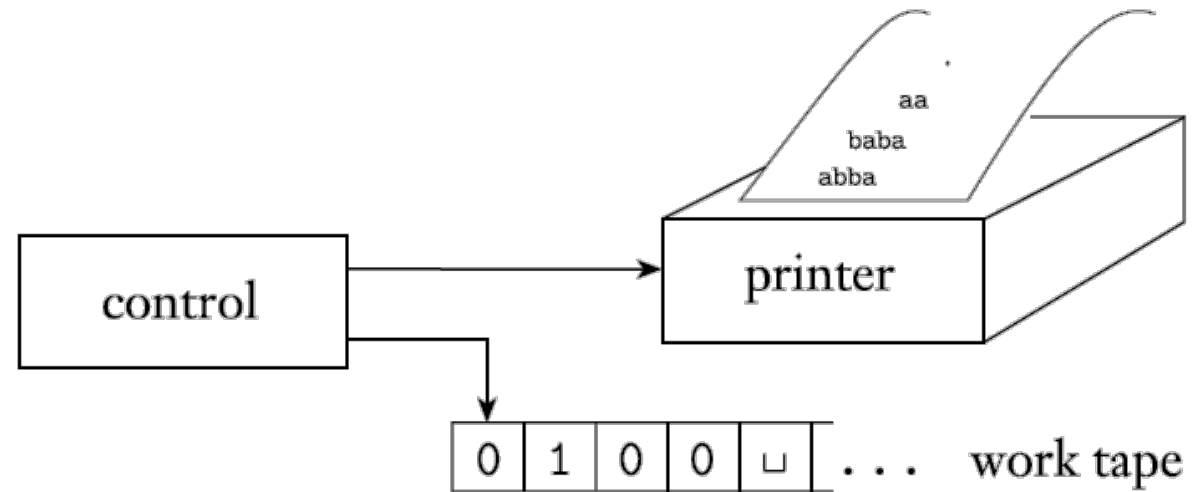 aa
baba
abba
control
printer
0 1 0 0 ␣ ... work tape